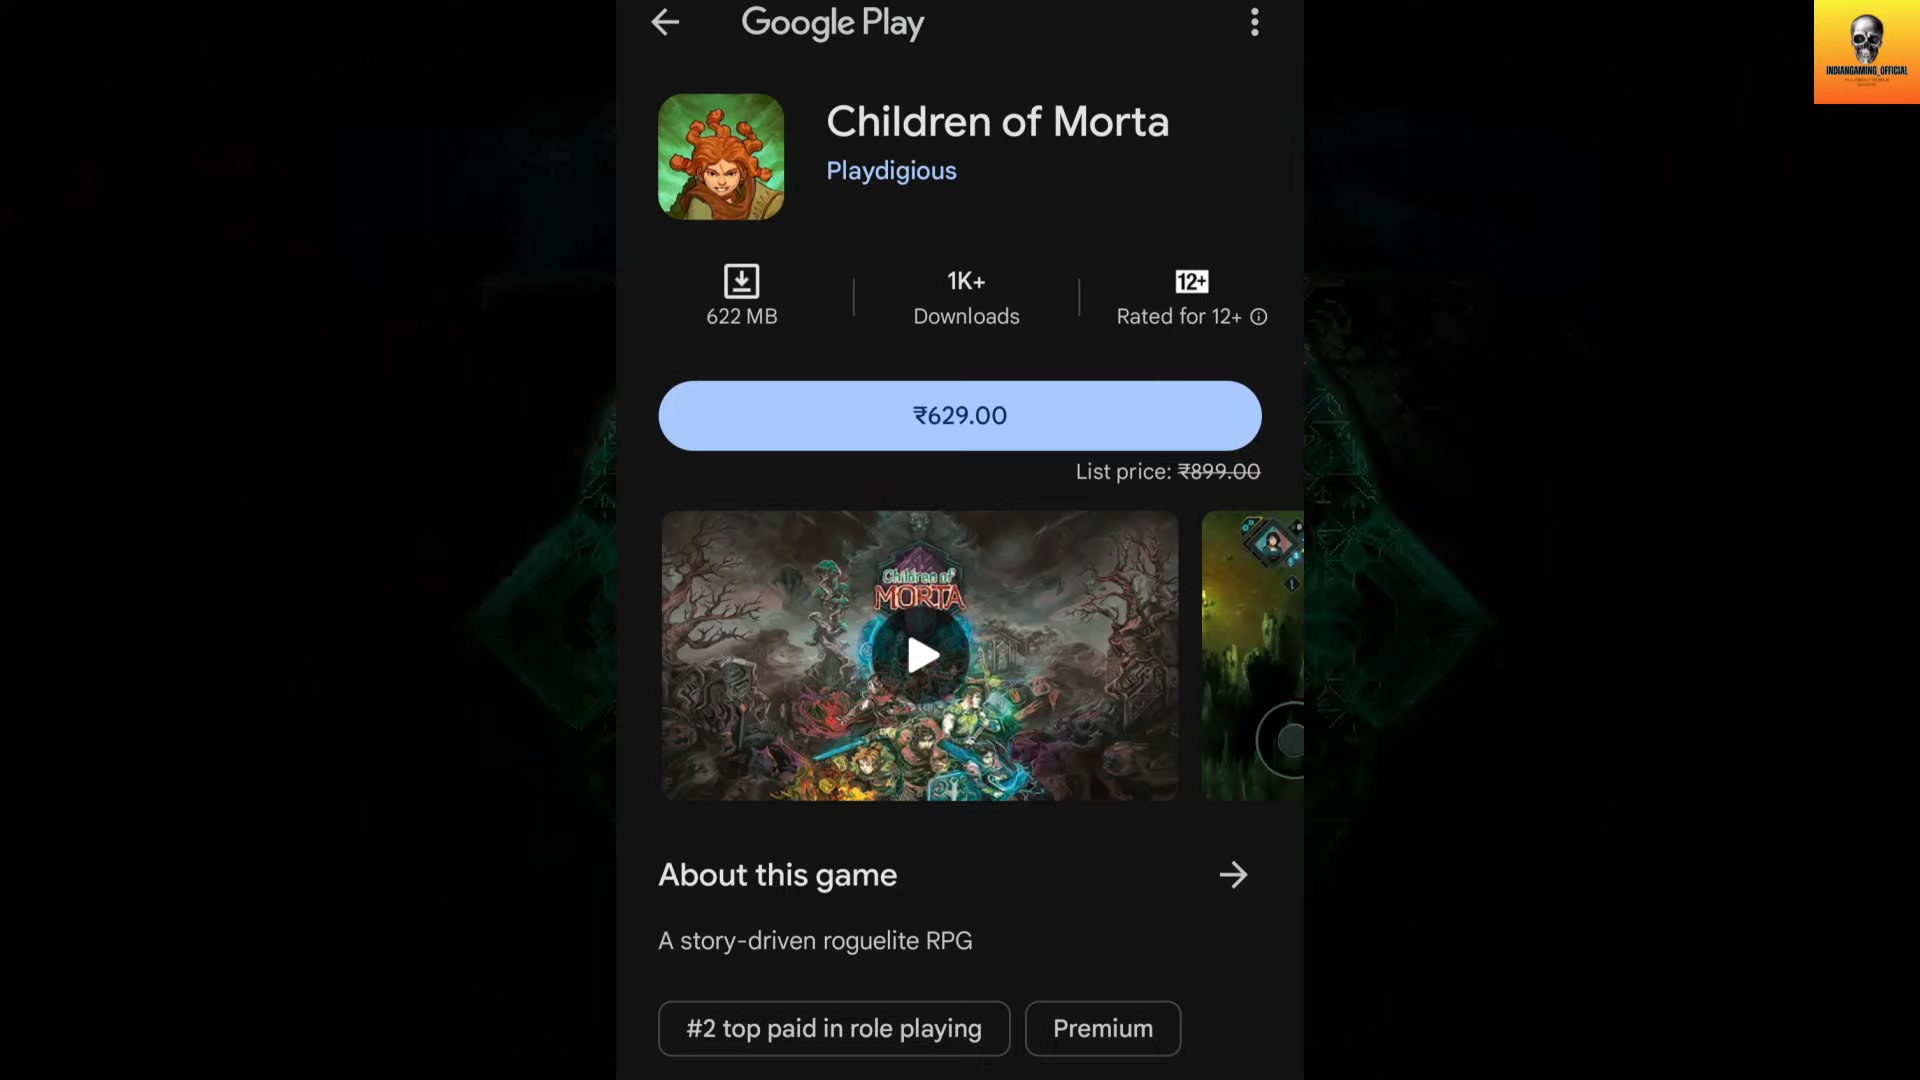 Google Play
INDIANGAMING_OFFICIAL
Children of Morta
Playdigious
622 MB
1K+
Downloads
12+
Rated for 12+
₹629.00
List price: ₹899.00
Children of
MORTA
About this game
A story-driven roguelite RPG
#2 top paid in role playing
Premium